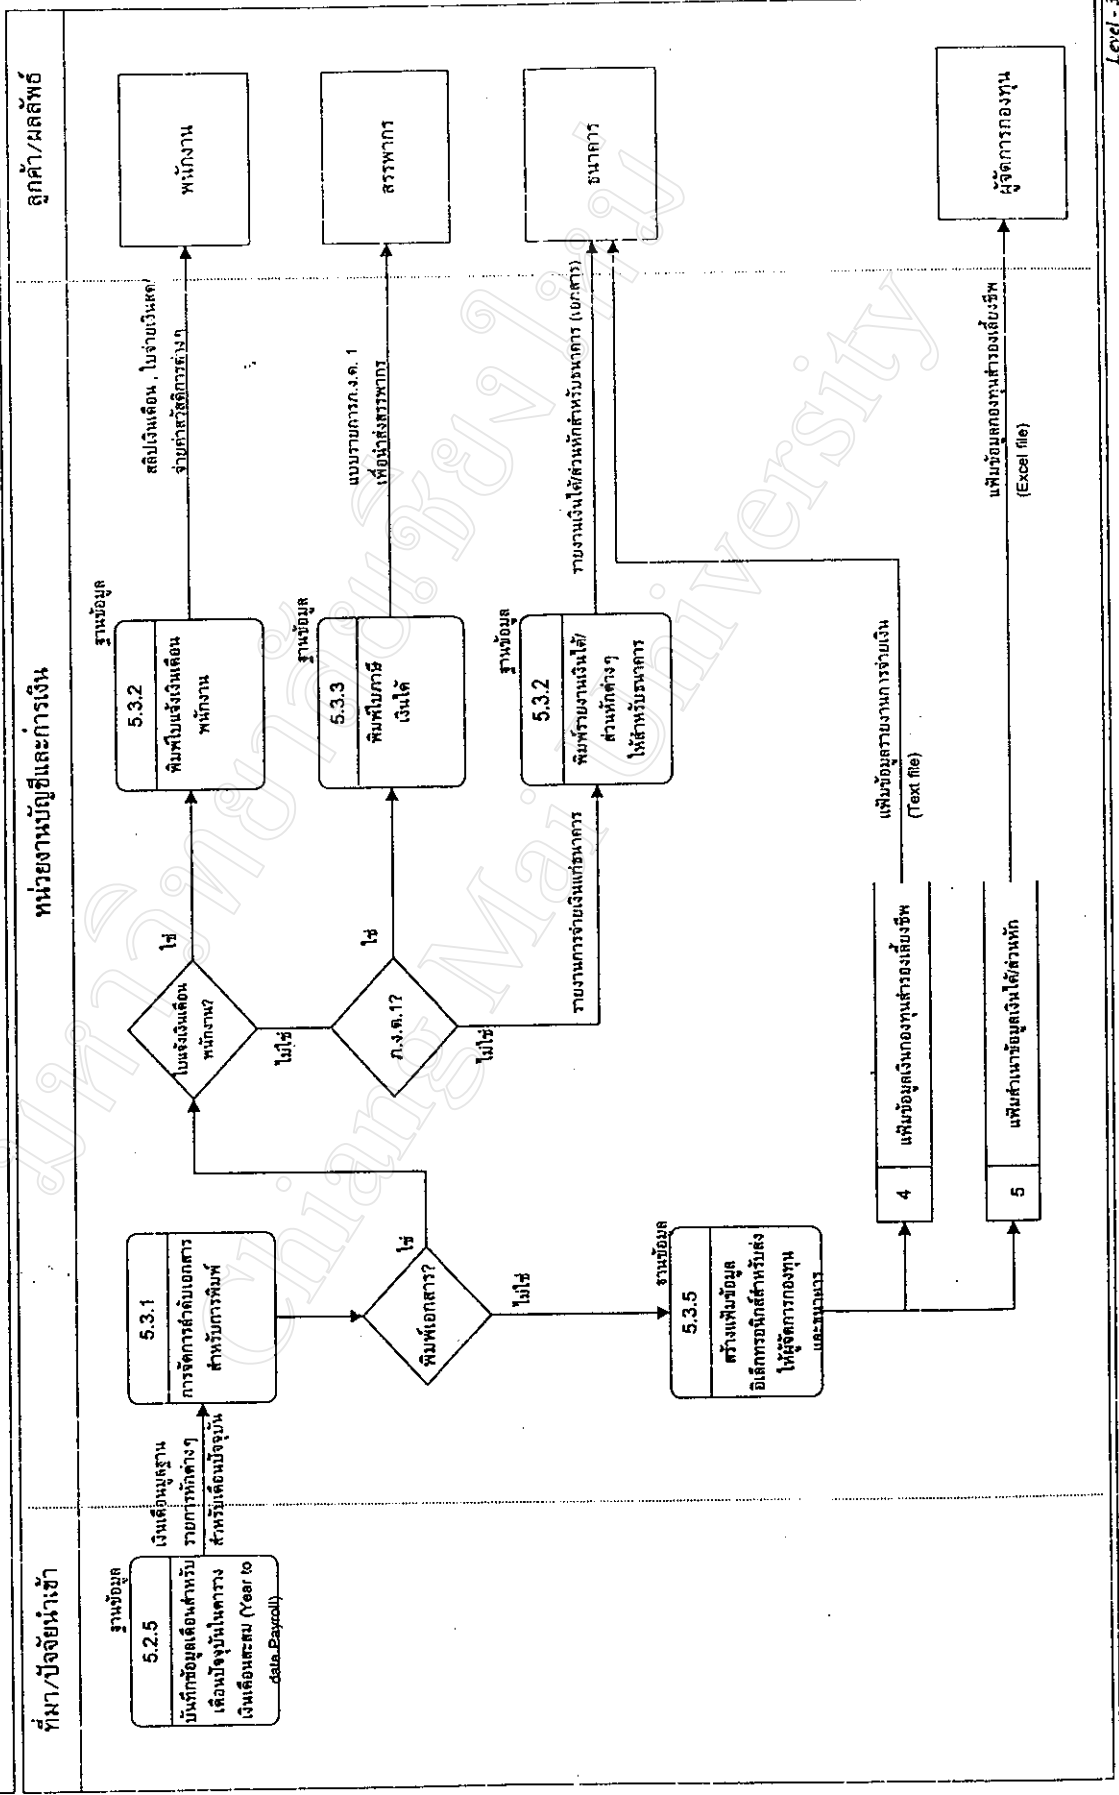 ที่มา/ปัจจัยนำเข้า
หน่วยงานบัญชีและการเงิน
ลูกค้า/ผลลัพธ์
ฐานข้อมูล
5.2.5
บันทึกข้อมูลเดือนสำหรับ
เดือนปัจจุบันในตาราง
เงินเดือนสะสม (Year to
date Payroll)
เงินเดือนมูลฐาน
รายการหักต่างๆ
สำหรับเดือนปัจจุบัน
5.3.1
การจัดการลำดับเอกสาร
สำหรับการพิมพ์
พิมพ์เอกสาร?
ใช่
ไม่ใช่
ใบแจ้งเงินเดือน
พนักงาน?
ใช่
ไม่ใช่
ฐานข้อมูล
5.3.2
พิมพ์ใบแจ้งเงินเดือน
พนักงาน
สลิปเงินเดือน , ใบจ่ายเงินสด/
จ่ายค่าสวัสดิการต่างๆ
พนักงาน
ภ.ง.ด.1?
ใช่
ไม่ใช่
ฐานข้อมูล
5.3.3
พิมพ์ใบภาษี
เงินได้
แบบรายการภ.ง.ด. 1
เพื่อนำส่งสรรพากร
สรรพากร
รายงานการจ่ายเงินแก่ธนาคาร
ฐานข้อมูล
5.3.2
พิมพ์รายงานเงินได้/
ส่วนหักต่างๆ
ให้สำหรับธนาคาร
รายงานเงินได้/ส่วนหักสำหรับธนาคาร (เอกสาร)
ธนาคาร
ฐานข้อมูล
5.3.5
สร้างแฟ้มข้อมูล
อิเล็กทรอนิกส์สำหรับส่ง
ให้ผู้จัดการกองทุน
และธนาคาร
4
แฟ้มข้อมูลเงินกองทุนสำรองเลี้ยงชีพ
แฟ้มข้อมูลรายงานการจ่ายเงิน
(Text file)
5
แฟ้มสำเนาข้อมูลเงินได้/ส่วนหัก
แฟ้มข้อมูลกองทุนสำรองเลี้ยงชีพ
(Excel file)
ผู้จัดการกองทุน
Level - 3
มหาวิทยาลัยเชียงใหม่
Chiang Mai University